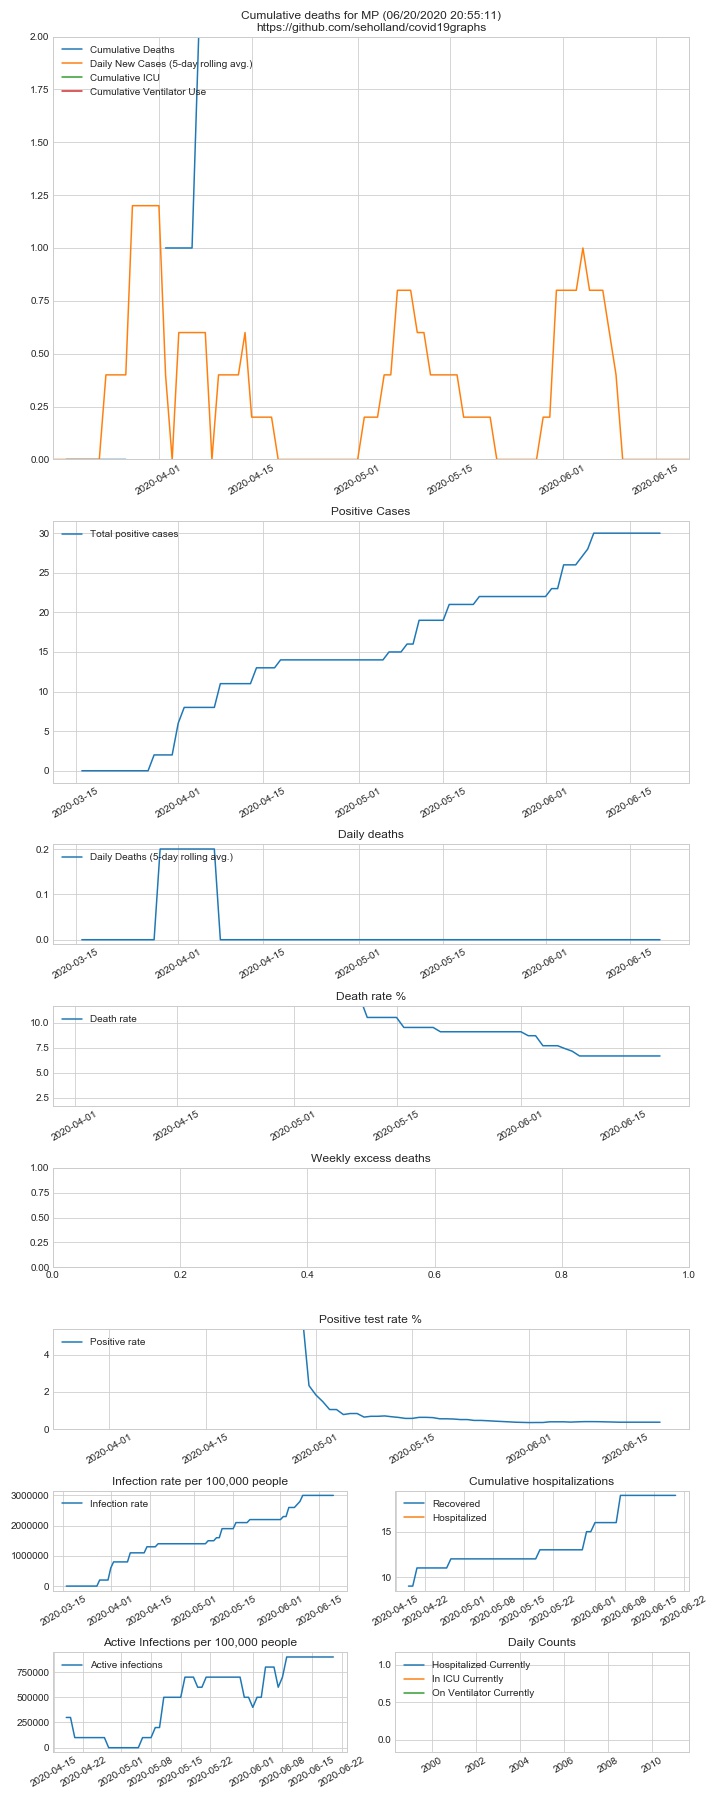 Cumulative deaths for MP (06/20/2020 20:55:11)
https://github.com/seholland/covid19graphs
Cumulative Deaths
Daily New Cases (5-day rolling avg.)
Cumulative ICU
Cumulative Ventilator Use
2.00
1.75
1.50
1.25
1.00
0.75
0.50
0.25
0.00
2020-04-01 2020-04-15 2020-05-01 2020-05-15 2020-06-01 2020-06-15
Positive Cases
Total positive cases
30
25
20
15
10
5
0
2020-03-15 2020-04-01 2020-04-15 2020-05-01 2020-05-15 2020-06-01 2020-06-15
Daily deaths
Daily Deaths (5-day rolling avg.)
0.2
0.1
0.0
2020-03-15 2020-04-01 2020-04-15 2020-05-01 2020-05-15 2020-06-01 2020-06-15
Death rate %
Death rate
10.0
7.5
5.0
2.5
2020-04-01 2020-04-15 2020-05-01 2020-05-15 2020-06-01 2020-06-15
Weekly excess deaths
1.00
0.75
0.50
0.25
0.00
0.0 0.2 0.4 0.6 0.8 1.0
Positive test rate %
Positive rate
4
2
0
2020-04-01 2020-04-15 2020-05-01 2020-05-15 2020-06-01 2020-06-15
Infection rate per 100,000 people
Infection rate
3000000
2000000
1000000
0
2020-03-15 2020-04-01 2020-04-15 2020-05-01 2020-05-15 2020-06-01 2020-06-15
Cumulative hospitalizations
Recovered
Hospitalized
15
10
2020-04-15 2020-04-22 2020-05-01 2020-05-08 2020-05-15 2020-05-22 2020-06-01 2020-06-08 2020-06-15 2020-06-22
Active Infections per 100,000 people
Active infections
750000
500000
250000
0
2020-04-15 2020-04-22 2020-05-01 2020-05-08 2020-05-15 2020-05-22 2020-06-01 2020-06-08 2020-06-15 2020-06-22
Daily Counts
Hospitalized Currently
In ICU Currently
On Ventilator Currently
1.0
0.5
0.0
2000 2002 2004 2006 2008 2010